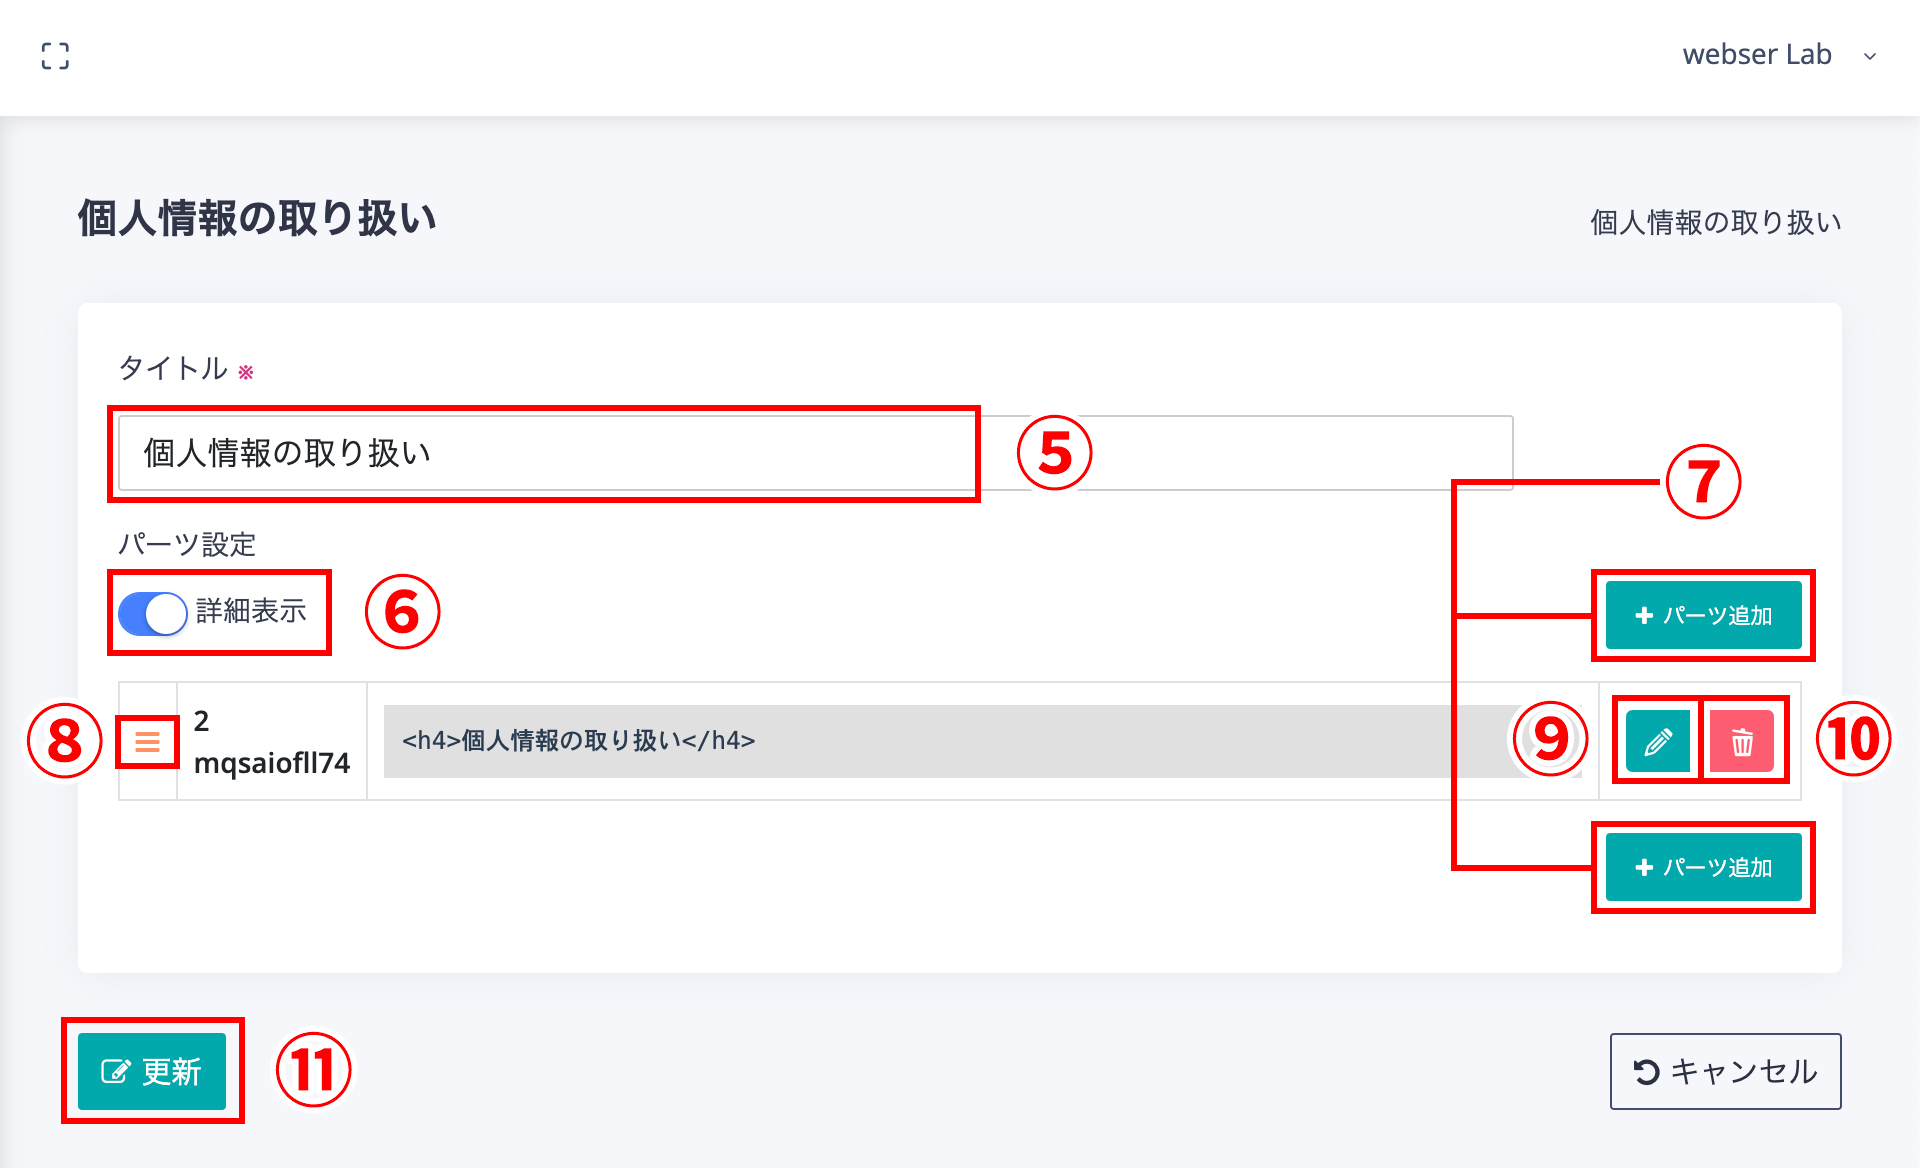 webser Lab
個人情報の取り扱い
個人情報の取り扱い
タイトル ※
個人情報の取り扱い
⑤
⑦
パーツ設定
詳細表示
⑥
+ パーツ追加
⑧
2
mqsaiofll74
<h4>個人情報の取り扱い</h4>
⑨
⑩
+ パーツ追加
更新
⑪
キャンセル